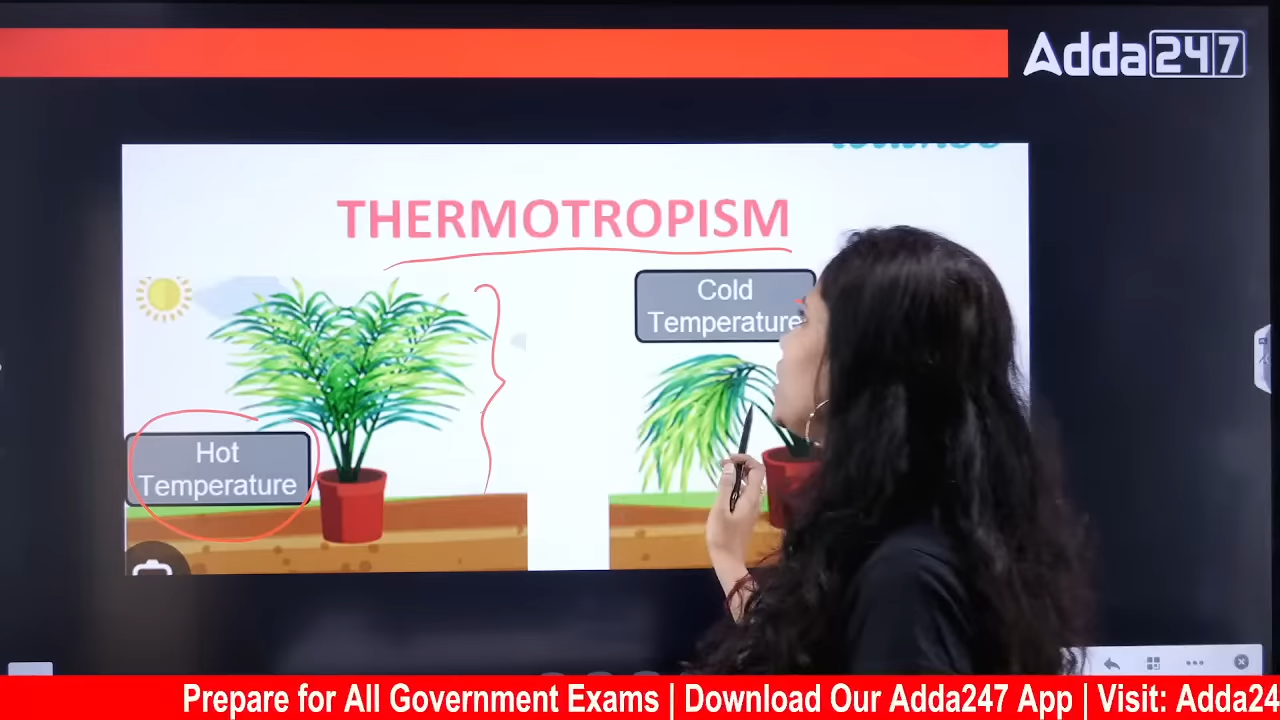 Adda247
THERMOTROPISM
Cold
Temperature
Hot
Temperature
Prepare for All Government Exams | Download Our Adda247 App | Visit: Adda24